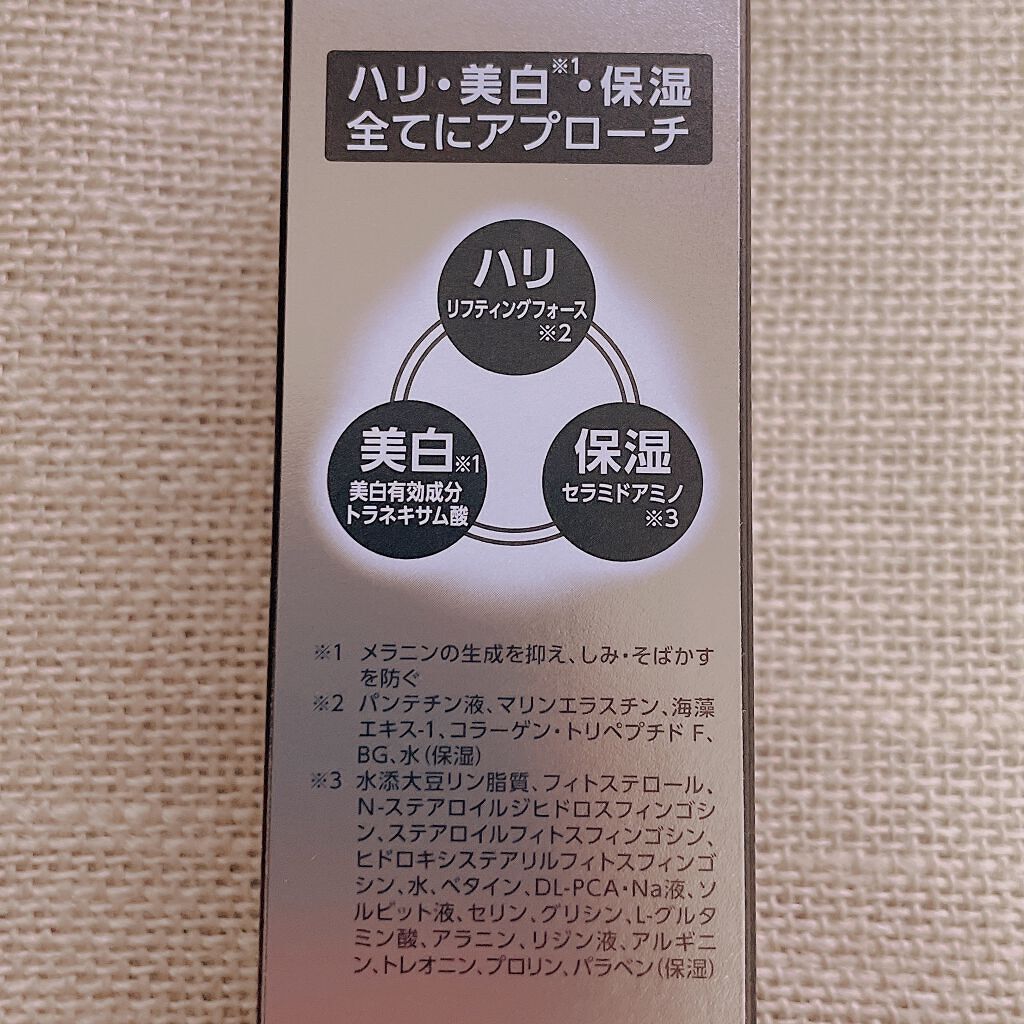 ハリ・美白※1・保湿
全てにアプローチ
ハリ
リフティングフォース
※2
美白※1
美白有効成分
トラネキサム酸
保湿
セラミドアミノ
※3
※1 メラニンの生成を抑え、しみ・そばかす
を防ぐ
※2 パンテチン液、マリンエラスチン、海藻
エキス-1、コラーゲン・トリペプチド F、
BG、水(保湿)
※3 水添大豆リン脂質、フィトステロール、
N-ステアロイルジヒドロスフィンゴシ
ン、ステアロイルフィトスフィンゴシン、
ヒドロキシステアリルフィトスフィンゴ
シン、水、ベタイン、DL-PCA・Na液、ソ
ルビット液、セリン、グリシン、L-グルタ
ミン酸、アラニン、リジン液、アルギニ
ン、トレオニン、プロリン、パラベン(保湿)